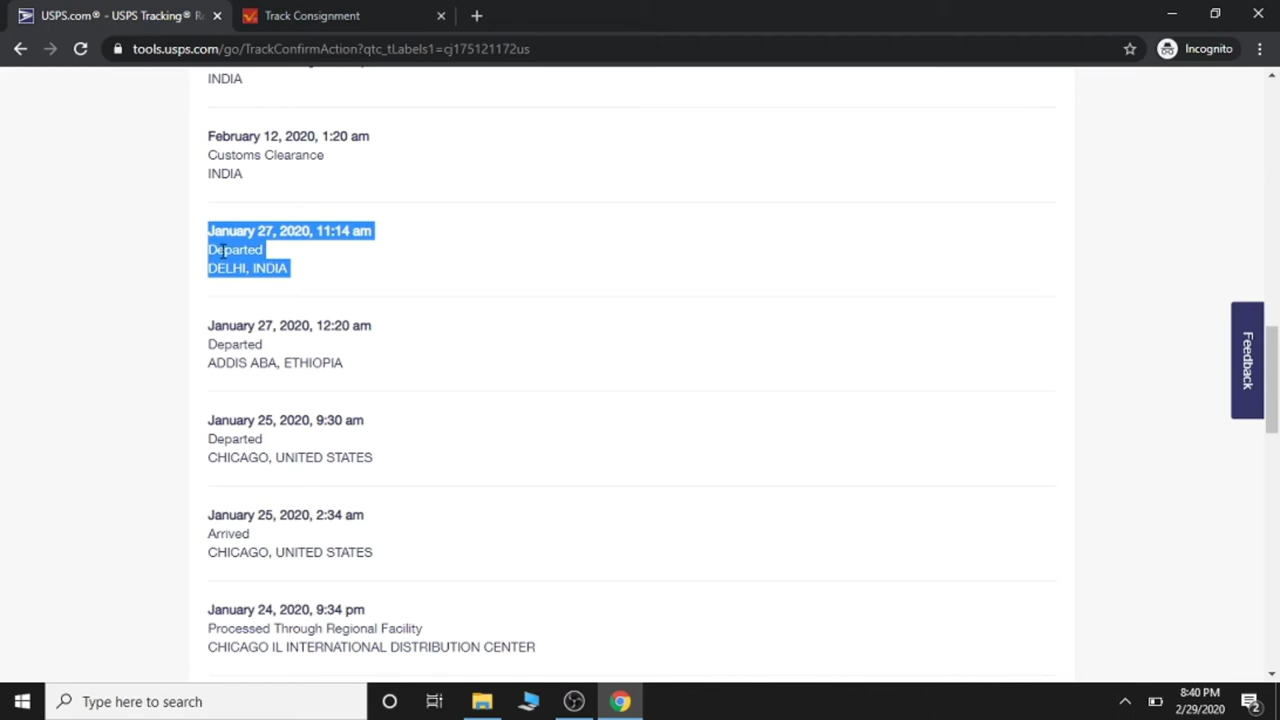 USPS.com® - USPS Tracking® Re
Track Consignment
tools.usps.com/go/TrackConfirmAction?qtc_tLabels1=cj175121172us
Incognito
INDIA
February 12, 2020, 1:20 am
Customs Clearance
INDIA
January 27, 2020, 11:14 am
Departed
DELHI, INDIA
January 27, 2020, 12:20 am
Departed
ADDIS ABA, ETHIOPIA
January 25, 2020, 9:30 am
Departed
CHICAGO, UNITED STATES
January 25, 2020, 2:34 am
Arrived
CHICAGO, UNITED STATES
January 24, 2020, 9:34 pm
Processed Through Regional Facility
CHICAGO IL INTERNATIONAL DISTRIBUTION CENTER
Feedback
Type here to search
8:40 PM
2/29/2020
2